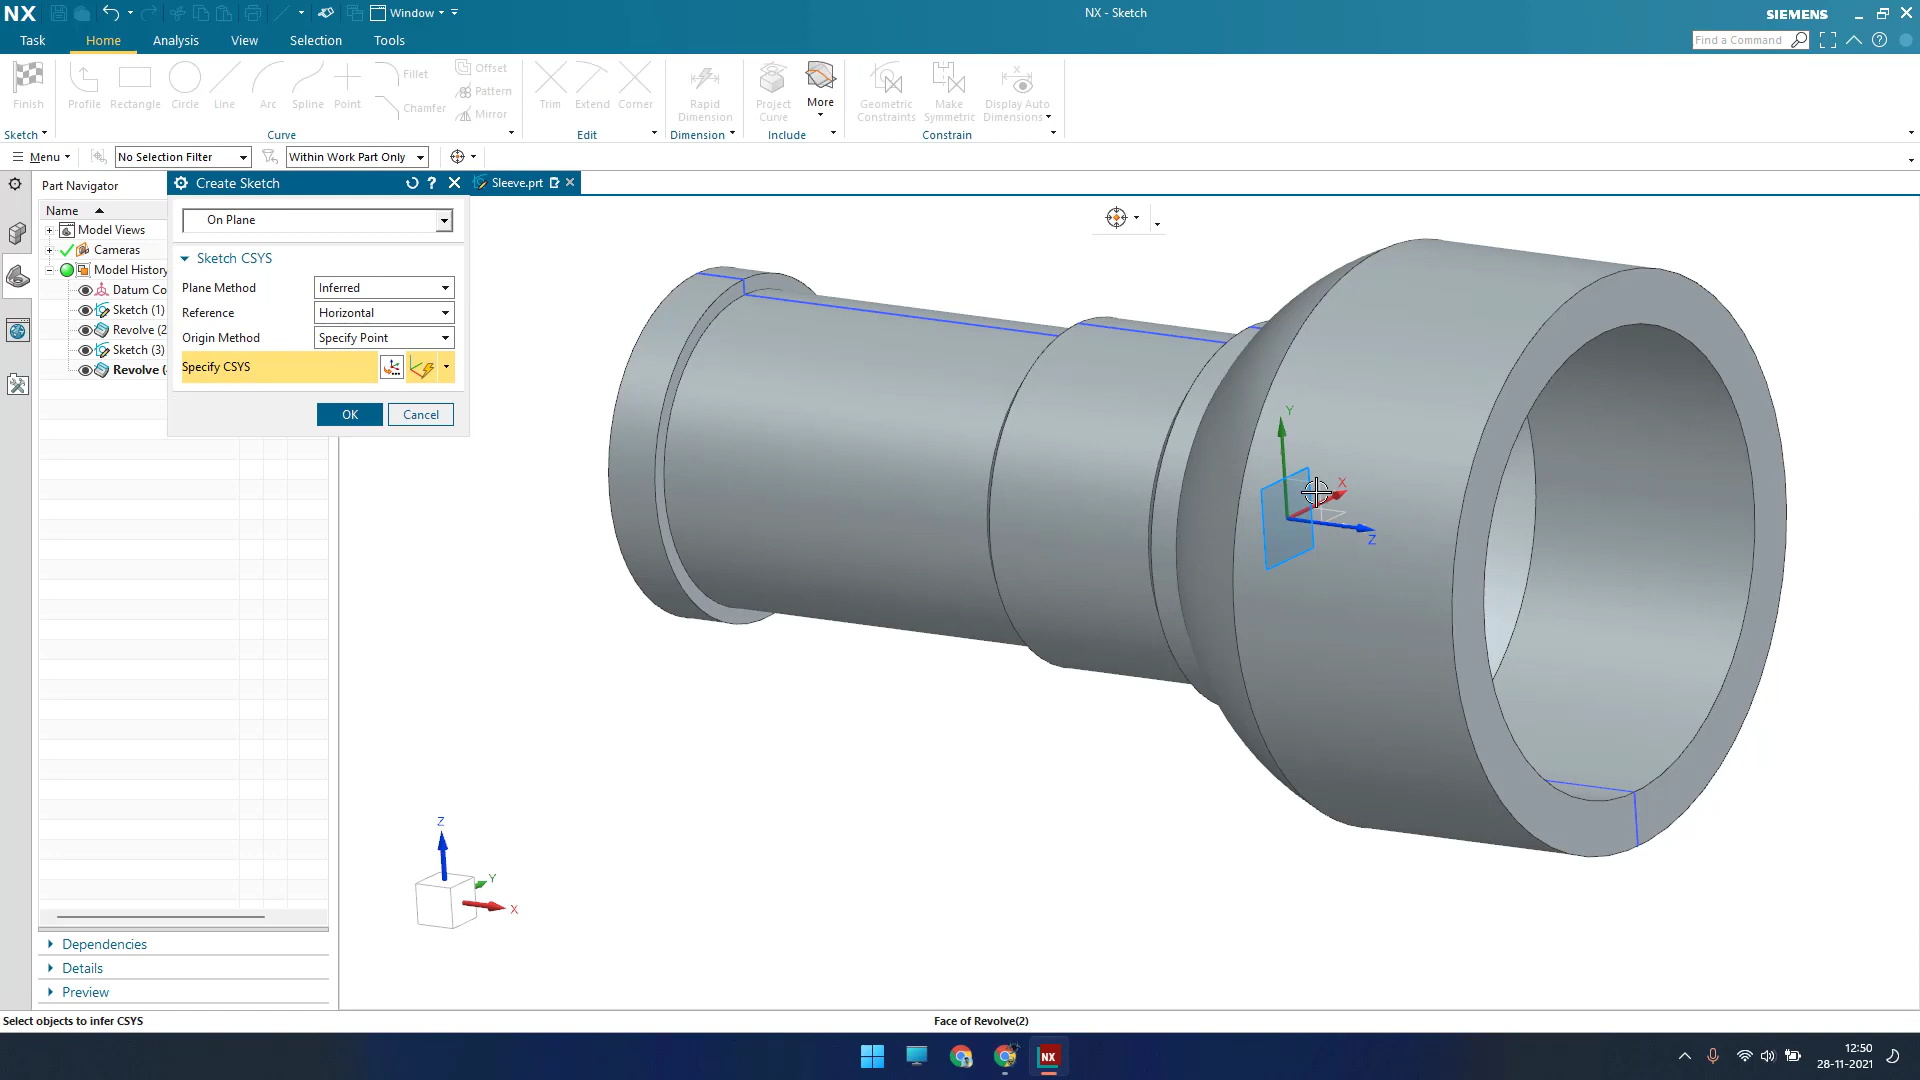 NX
Window
NX - Sketch
SIEMENS
Task
Home
Analysis
View
Selection
Tools
Find a Command
Finish
Profile
Rectangle
Circle
Line
Arc
Spline
Point
Fillet
Chamfer
Offset
Pattern
Mirror
Trim
Extend
Corner
Rapid
Dimension
Project
Curve
More
Geometric
Constraints
Make
Symmetric
Display Auto
Dimensions
Sketch
Curve
Edit
Dimension
Include
Constrain
Menu
No Selection Filter
Within Work Part Only
Part Navigator
Create Sketch
Sleeve.prt
Name
Model Views
Cameras
Model History
Datum Co
Sketch (1)
Revolve (2
Sketch (3)
Revolve (
On Plane
Sketch CSYS
Plane Method
Inferred
Reference
Horizontal
Origin Method
Specify Point
Specify CSYS
OK
Cancel
Y
X
Z
Z
Y
X
Dependencies
Details
Preview
Select objects to infer CSYS
Face of Revolve(2)
NX
12:50
28-11-2021